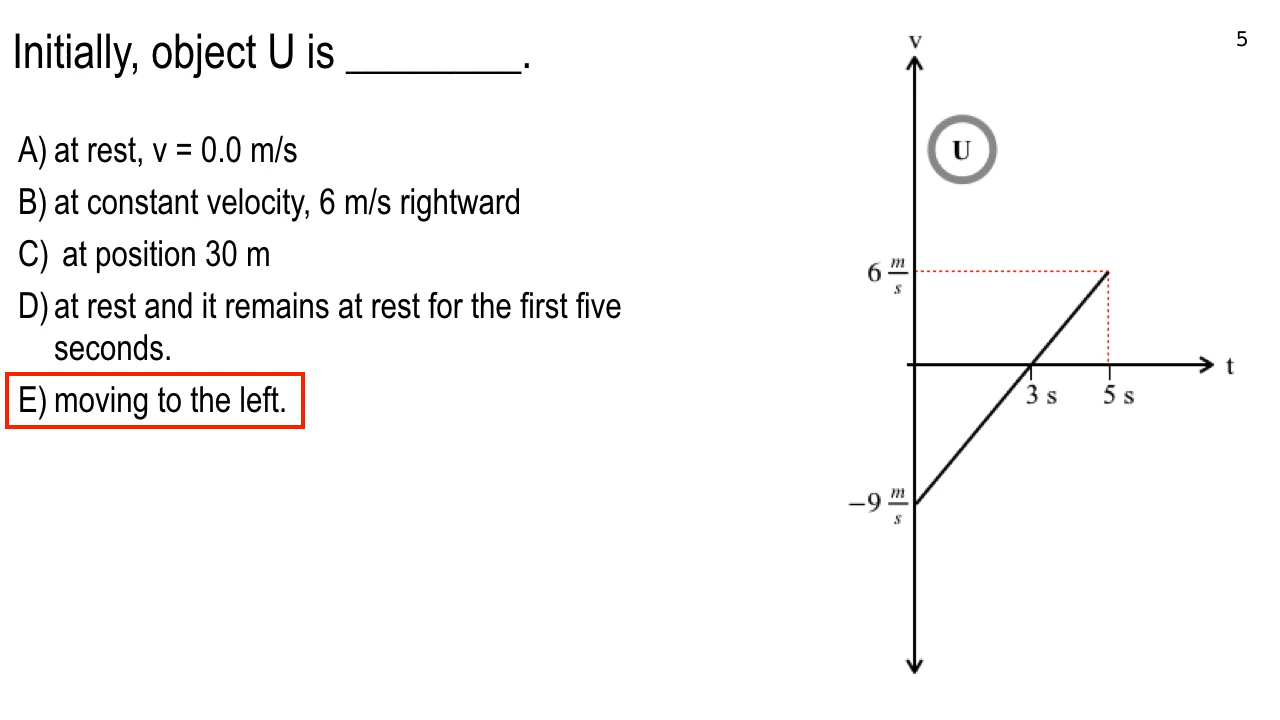 Initially, object U is _________.
5
A) at rest, v = 0.0 m/s
B) at constant velocity, 6 m/s rightward
C) at position 30 m
D) at rest and it remains at rest for the first five
seconds.
E) moving to the left.
v
U
6 m/s
t
3 s 5 s
−9 m/s